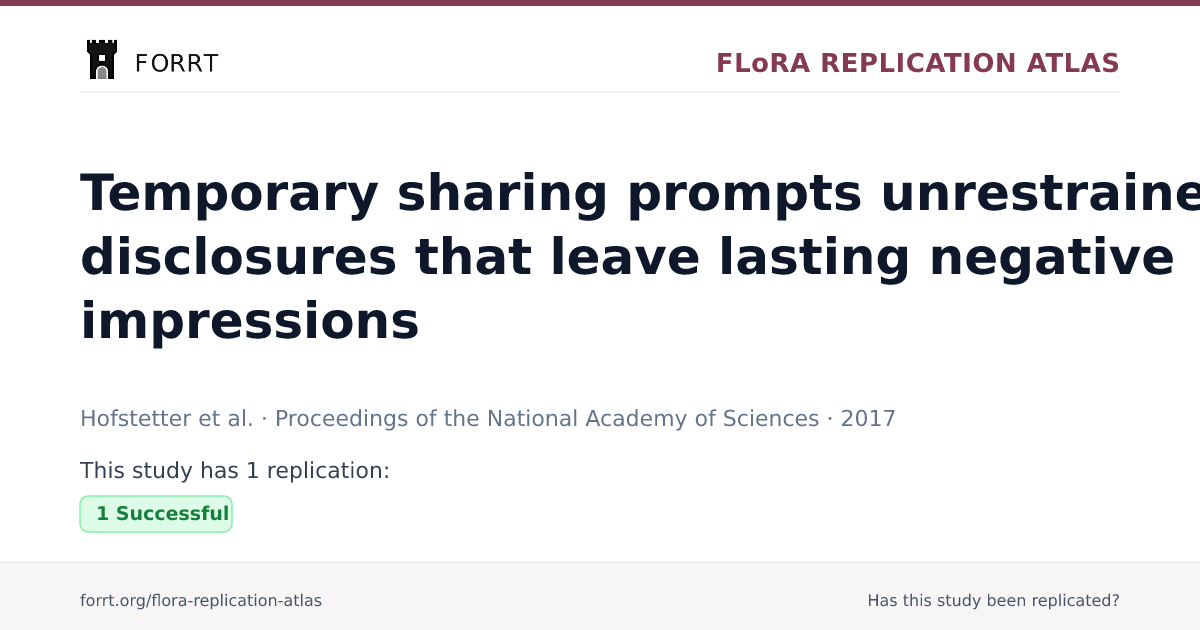 FORRT
FLoRA REPLICATION ATLAS
Temporary sharing prompts unrestraine
disclosures that leave lasting negative
impressions
Hofstetter et al. · Proceedings of the National Academy of Sciences · 2017
This study has 1 replication:
1 Successful
forrt.org/flora-replication-atlas
Has this study been replicated?